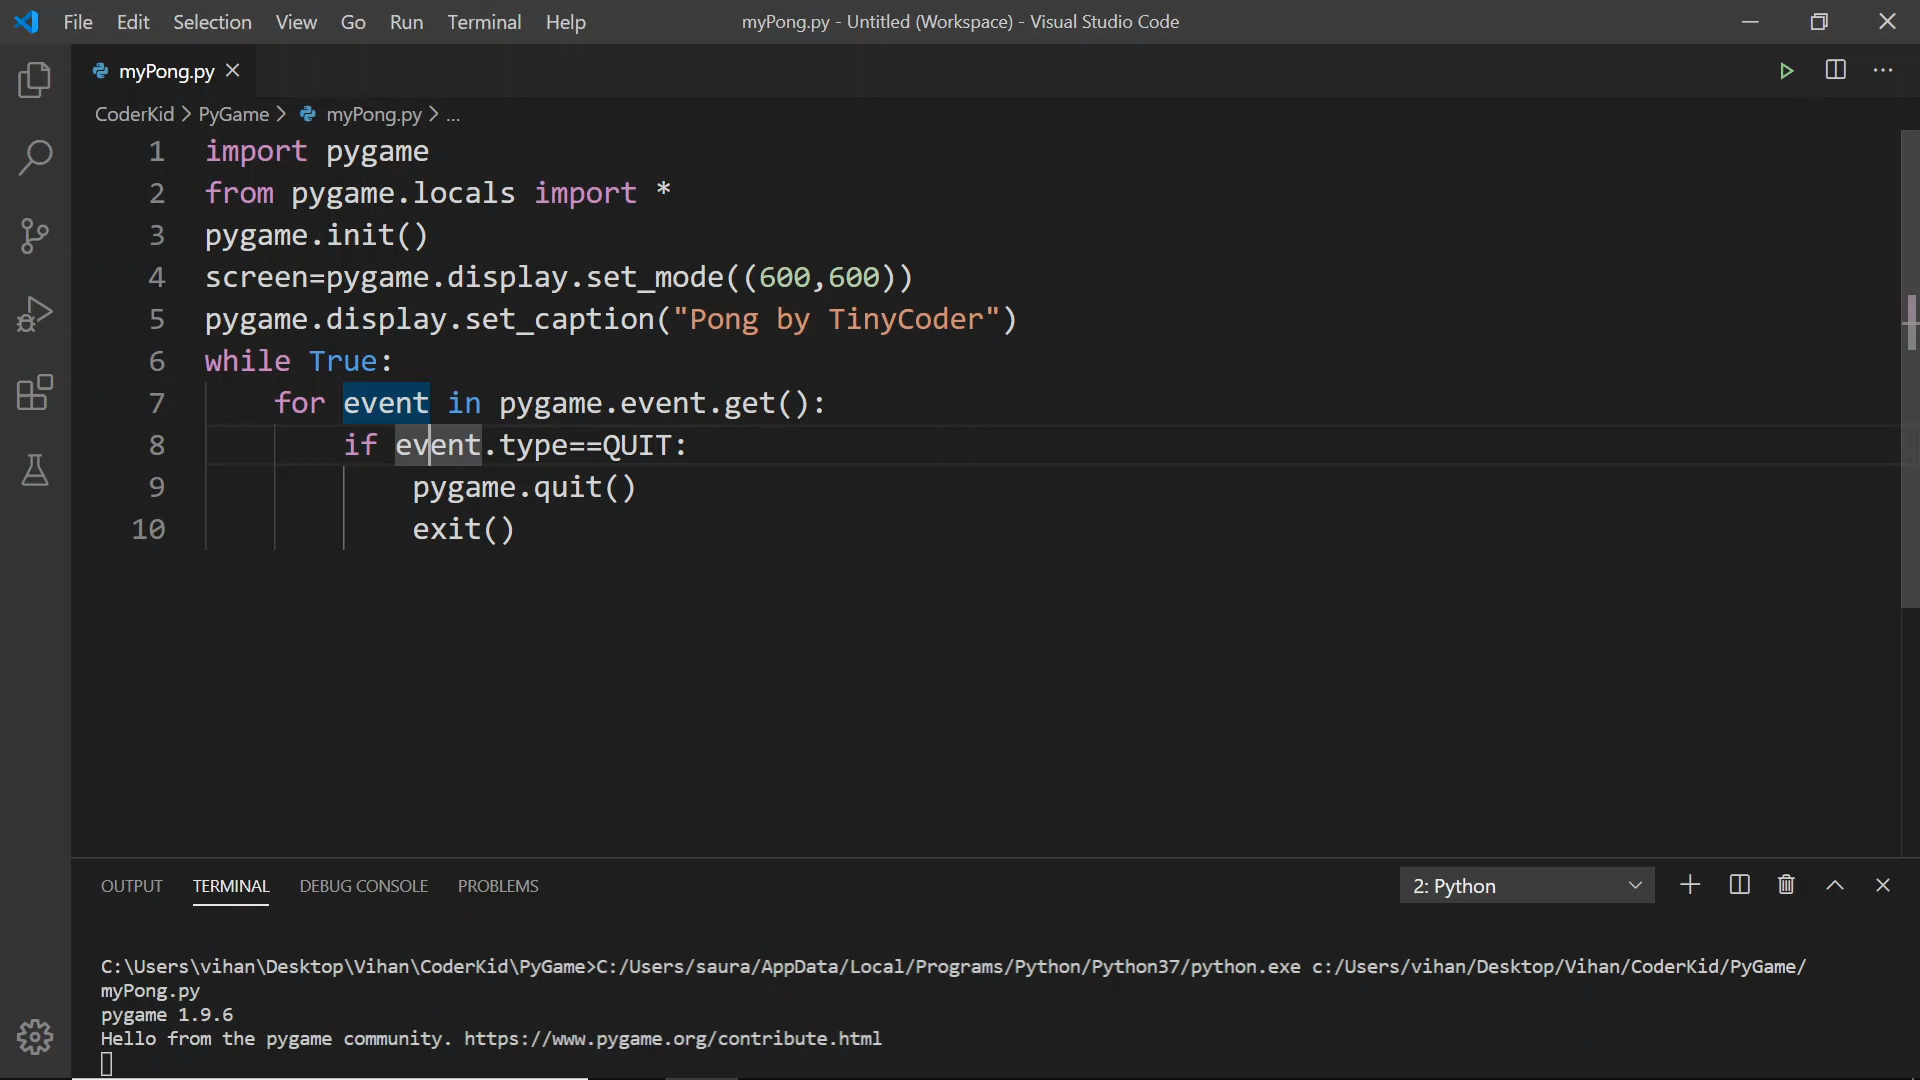 File Edit Selection View Go Run Terminal Help myPong.py - Untitled (Workspace) - Visual Studio Code
myPong.py
CoderKid > PyGame > myPong.py > ...
1 import pygame
2 from pygame.locals import *
3 pygame.init()
4 screen=pygame.display.set_mode((600,600))
5 pygame.display.set_caption("Pong by TinyCoder")
6 while True:
7     for event in pygame.event.get():
8         if event.type==QUIT:
9             pygame.quit()
10             exit()
OUTPUT TERMINAL DEBUG CONSOLE PROBLEMS 2: Python
C:\Users\vihan\Desktop\Vihan\CoderKid\PyGame>C:/Users/saura/AppData/Local/Programs/Python/Python37/python.exe c:/Users/vihan/Desktop/Vihan/CoderKid/PyGame/
myPong.py
pygame 1.9.6
Hello from the pygame community. https://www.pygame.org/contribute.html